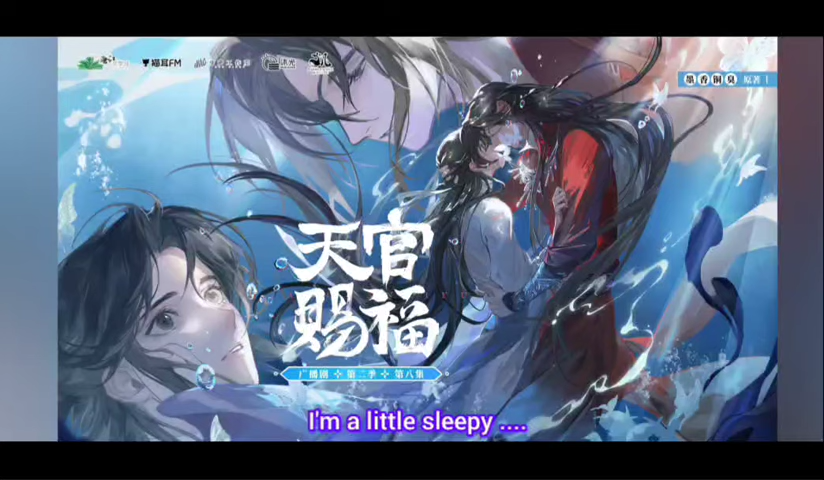 猫耳FM
墨香铜臭 原著
天官
賜福
广播剧 ✣ 第二季 ✣ 第八集
I'm a little sleepy ....